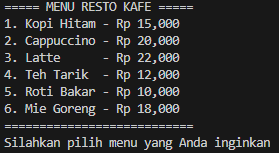 ===== MENU RESTO KAFE =====
1. Kopi Hitam - Rp 15,000
2. Cappuccino - Rp 20,000
3. Latte      - Rp 22,000
4. Teh Tarik  - Rp 12,000
5. Roti Bakar - Rp 10,000
6. Mie Goreng - Rp 18,000
===========================
Silahkan pilih menu yang Anda inginkan